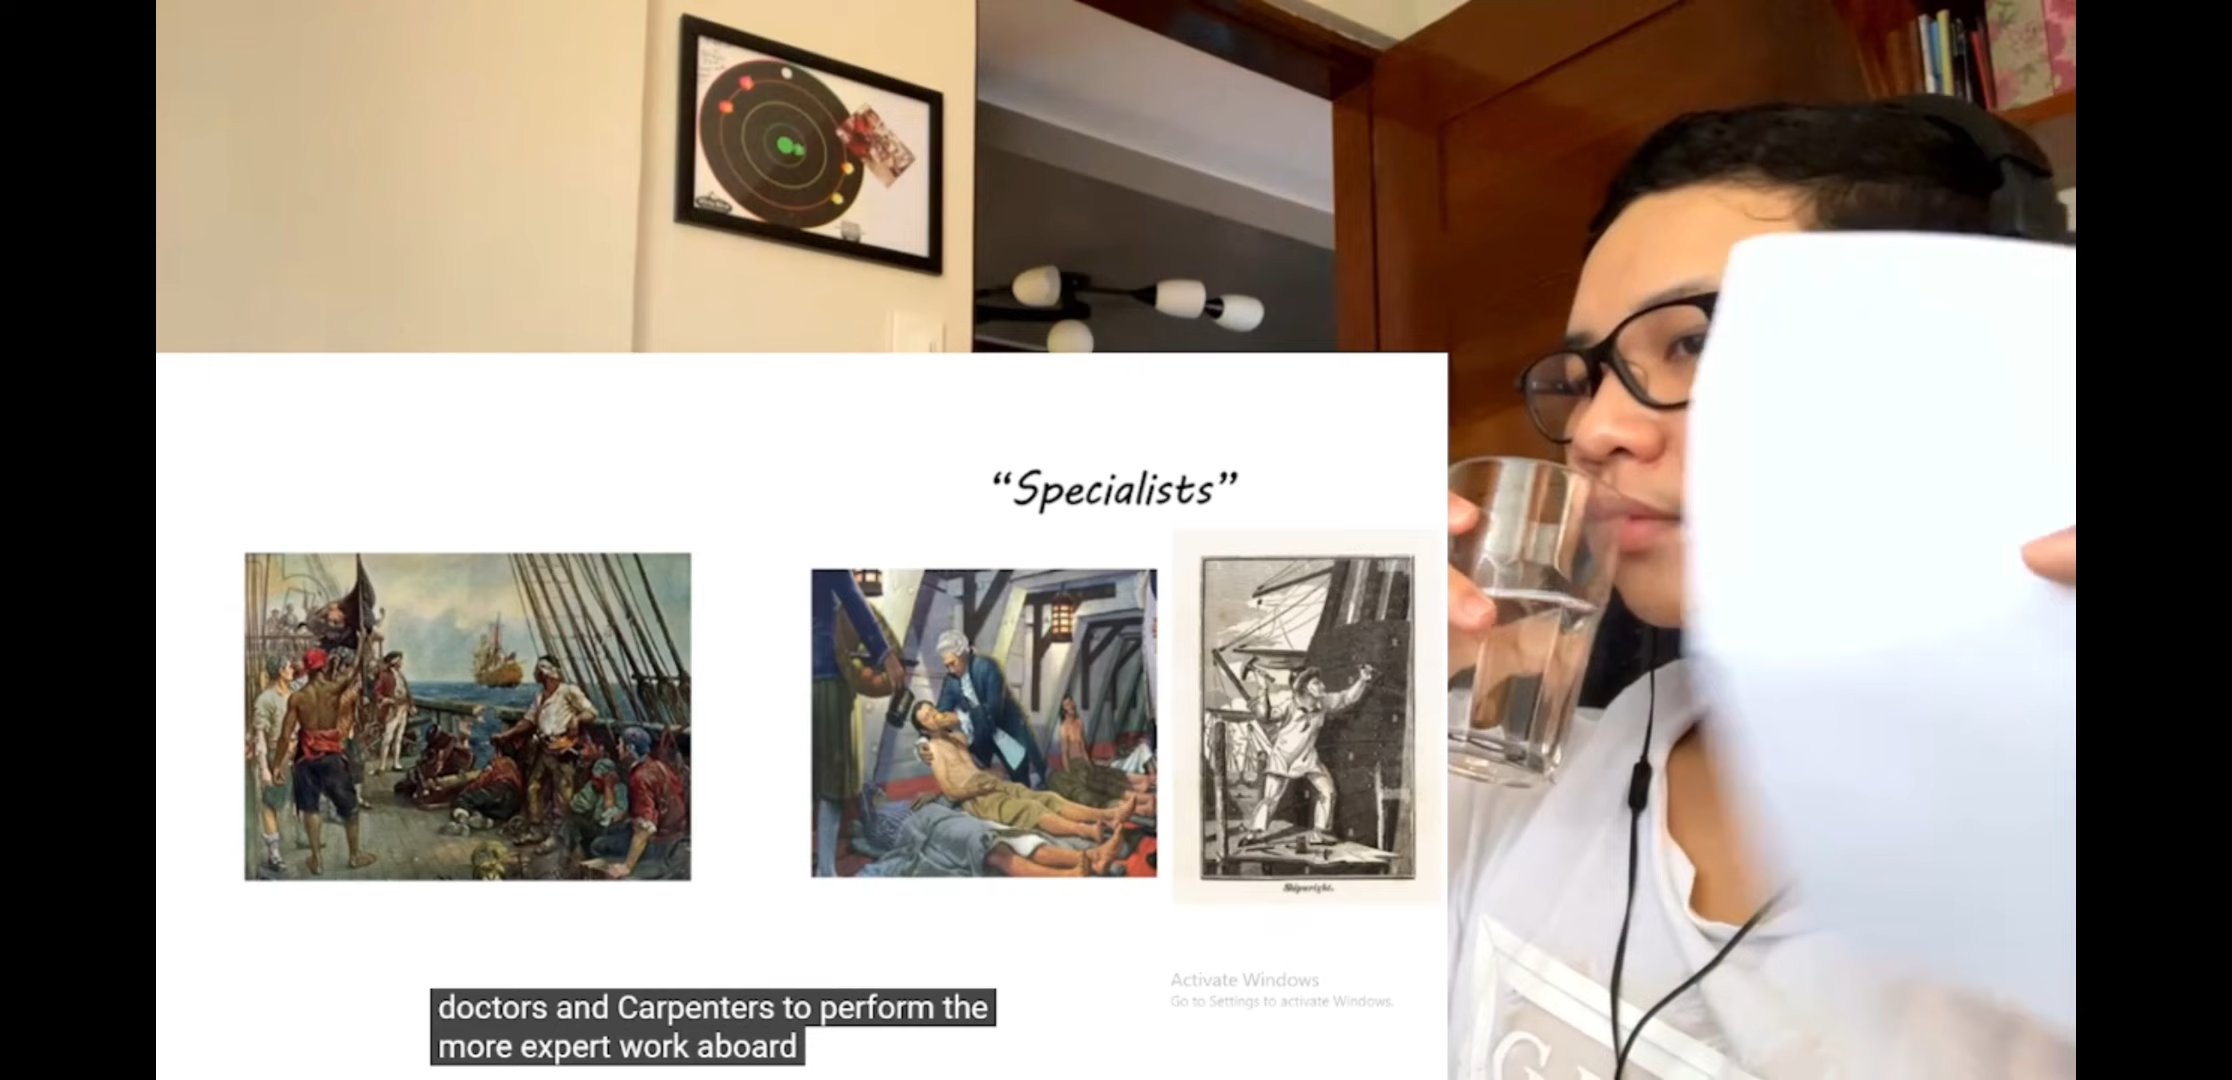 “Specialists”
Shipwright.
Activate Windows
Go to Settings to activate Windows.
doctors and Carpenters to perform the
more expert work aboard